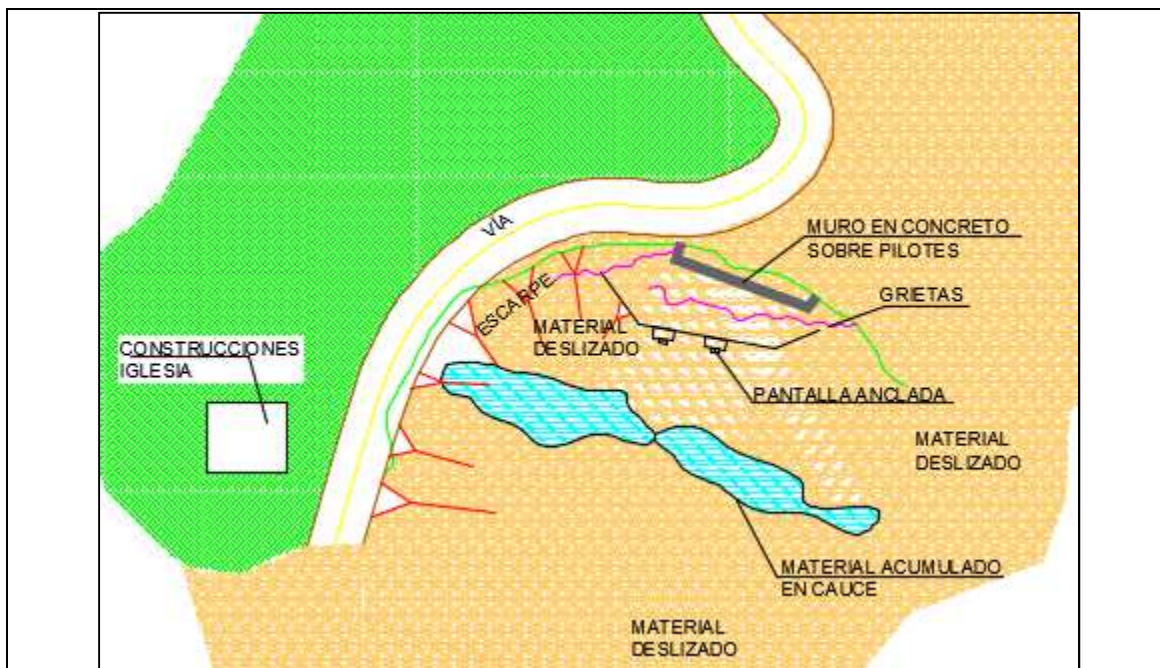 VÍA
MURO EN CONCRETO
SOBRE PILOTES
GRIETAS
ESCARPE
MATERIAL
DESLIZADO
CONSTRUCCIONES
IGLESIA
PANTALLA ANCLADA
MATERIAL
DESLIZADO
MATERIAL ACUMULADO
EN CAUCE
MATERIAL
DESLIZADO